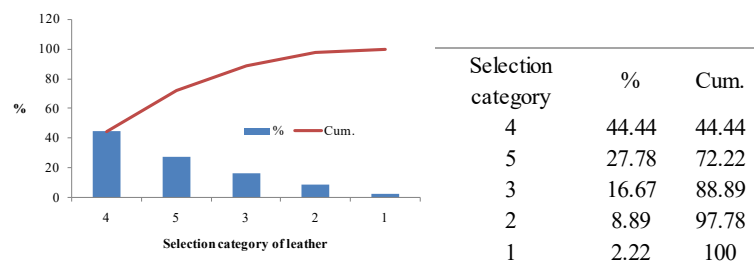 120
100
80
60
40
20
0
%
% Cum.
4 5 3 2 1
Selection category of leather
Selection category % Cum.
4 44.44 44.44
5 27.78 72.22
3 16.67 88.89
2 8.89 97.78
1 2.22 100